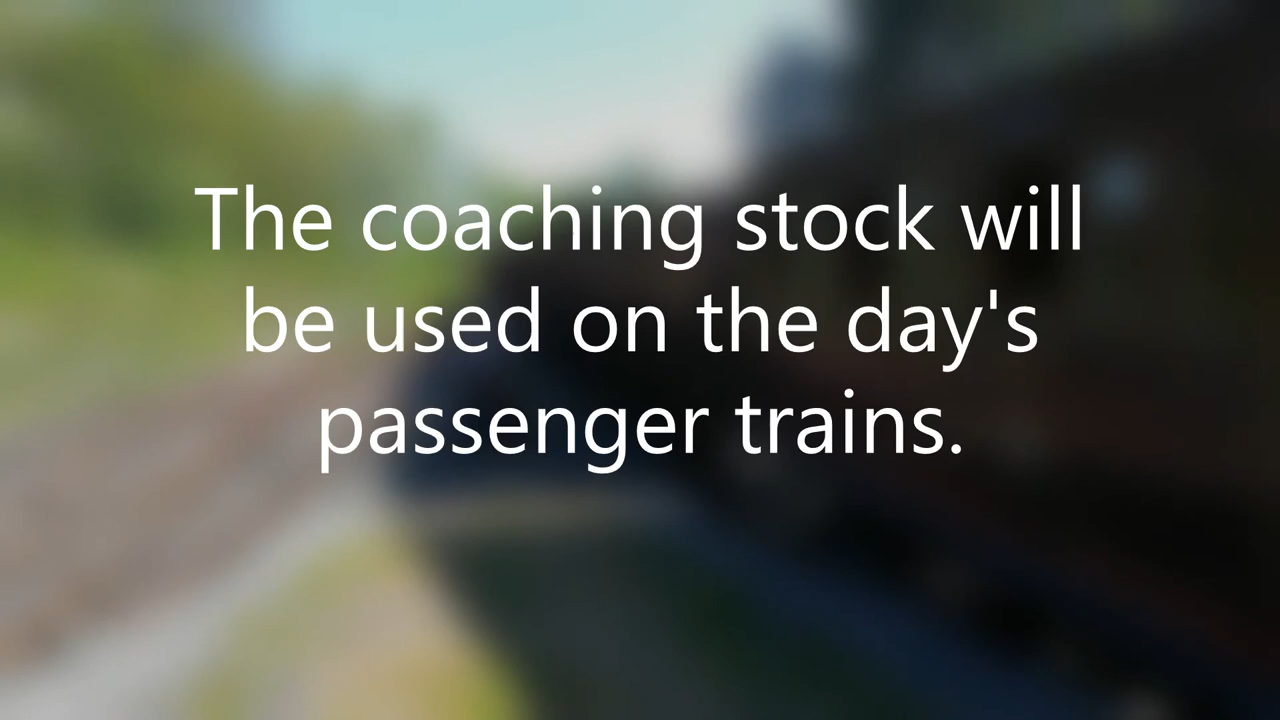 The coaching stock will
be used on the day's
passenger trains.